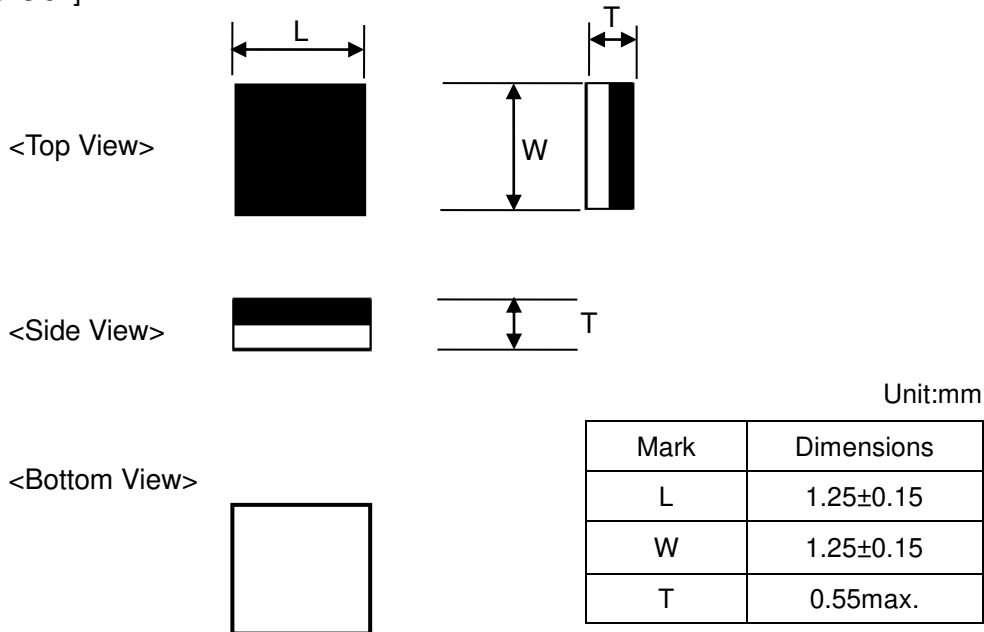 L
T
<Top View>
W
<Side View>
T
Unit:mm
Mark Dimensions
L 1.25±0.15
W 1.25±0.15
T 0.55max.
<Bottom View>